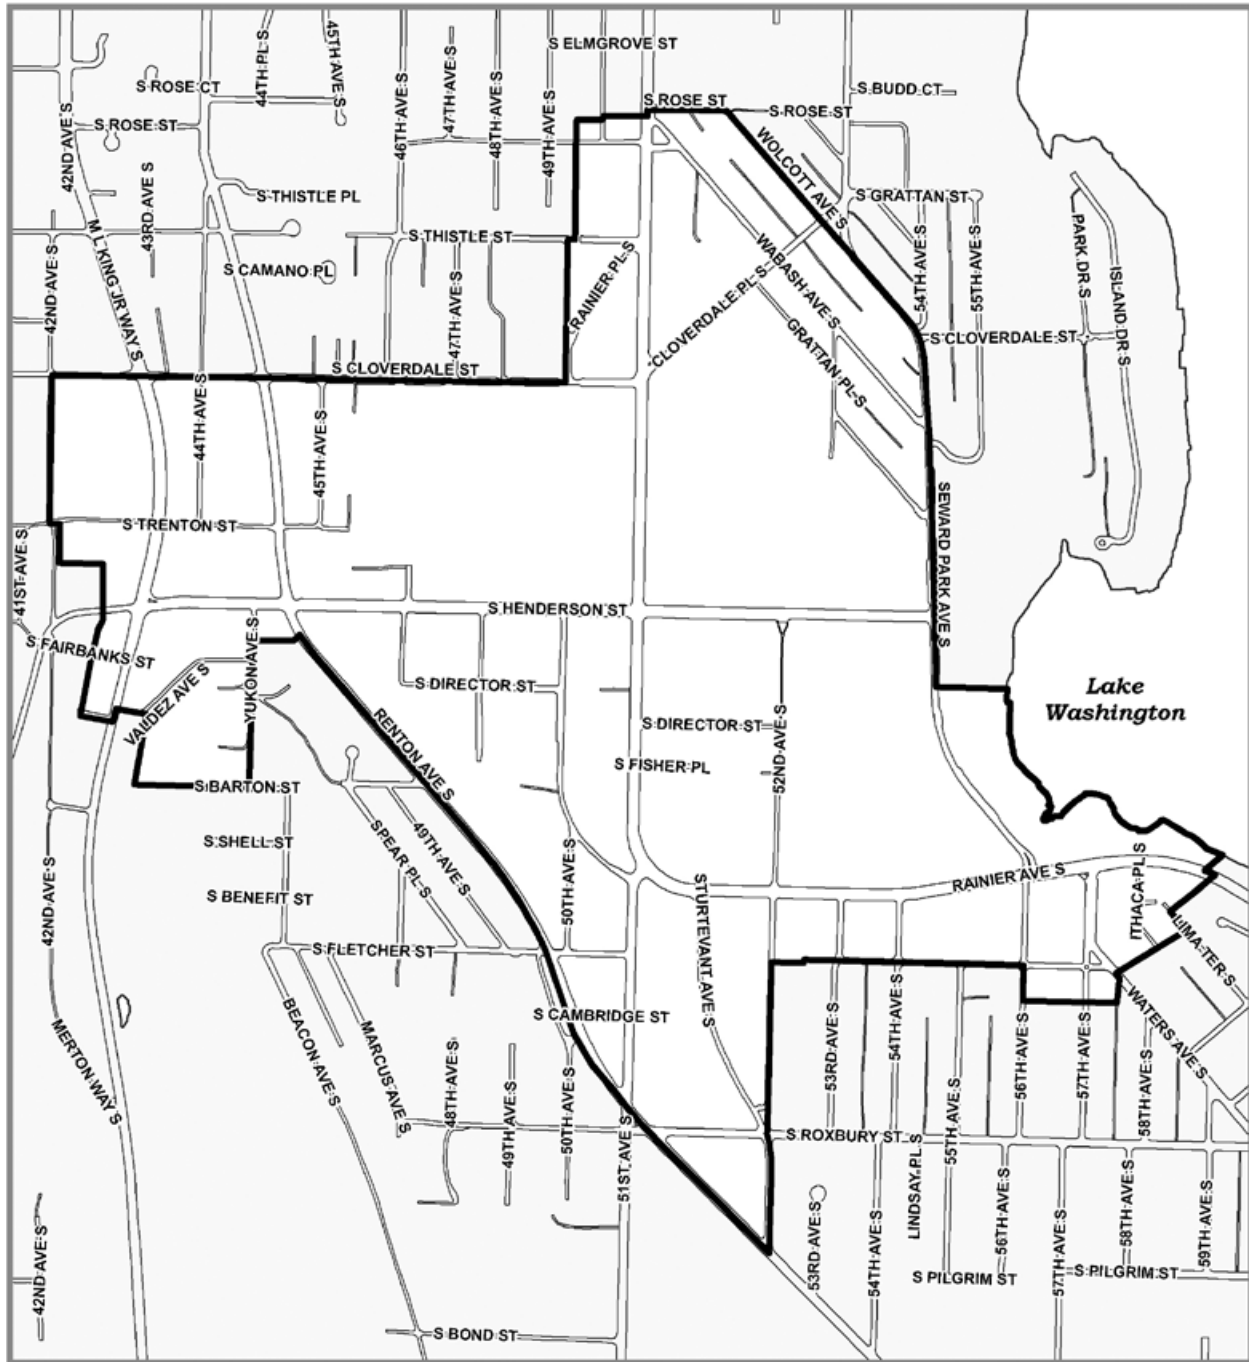 S ELMGROVE ST
45TH AVE S
44TH PL S
47TH AVE S
48TH AVE S
49TH AVE S
46TH AVE S
S ROSE CT
S BUDD CT
S ROSE ST
S ROSE ST
S ROSE ST
42ND AVE S
WOLCOTT AVE S
43RD AVE S
S THISTLE PL
S GRATTAN ST
PARK DR S
M L KING JR WAY S
S THISTLE ST
WABASH AVE S
54TH AVE S
55TH AVE S
ISLAND DR S
42ND AVE S
S CAMANO PL
RAINIER PL S
CLOVERDALE PL S
47TH AVE S
S CLOVERDALE ST
GRATTAN PL S
S CLOVERDALE ST
44TH AVE S
45TH AVE S
S TRENTON ST
SEWARD PARK AVE S
41ST AVE S
S HENDERSON ST
S FAIRBANKS ST
YUKON AVE S
VALDEZ AVE S
S DIRECTOR ST
Lake
Washington
RENTON AVE S
S DIRECTOR ST
52ND AVE S
S FISHER PL
S BARTON ST
S SHELL ST
SPEAR PL S
49TH AVE S
50TH AVE S
S BENEFIT ST
42ND AVE S
STURTEVANT AVE S
RAINIER AVE S
ITHACA PL S
LIMA TER S
S FLETCHER ST
S CAMBRIDGE ST
BEACON AVE S
MARCUS AVE S
MERTON WAY S
48TH AVE S
49TH AVE S
50TH AVE S
51ST AVE S
53RD AVE S
54TH AVE S
56TH AVE S
57TH AVE S
WATERS AVE S
58TH AVE S
S ROXBURY ST
LINDSAY PL S
55TH AVE S
56TH AVE S
58TH AVE S
59TH AVE S
42ND AVE S
53RD AVE S
54TH AVE S
S PILGRIM ST
57TH AVE S
S PILGRIM ST
S BOND ST